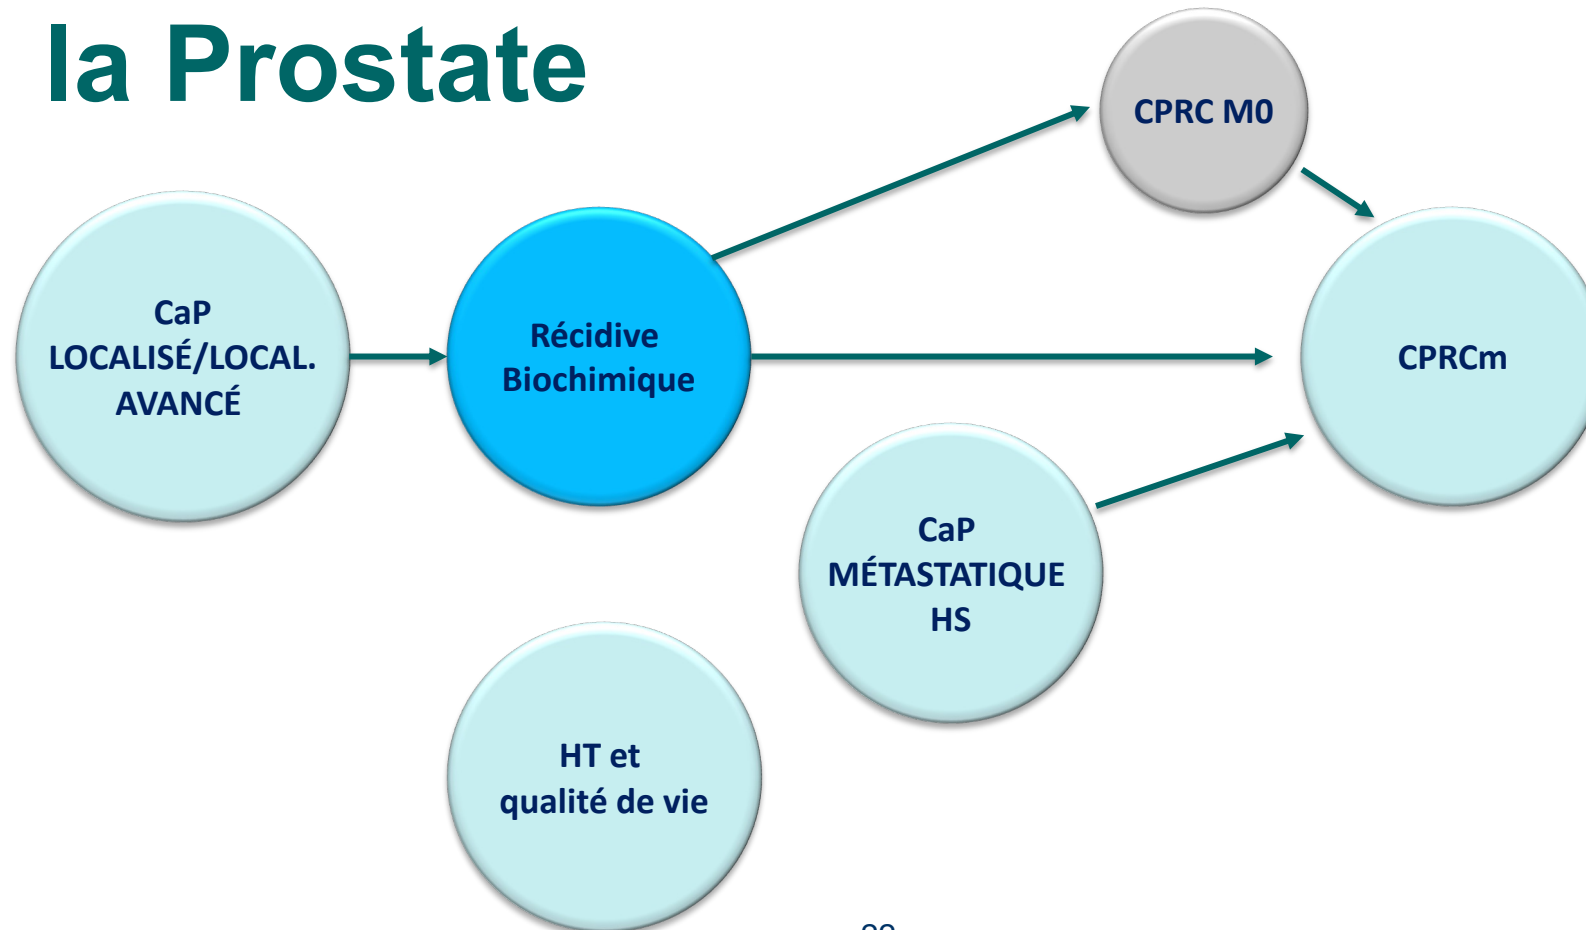 la Prostate
CPRC M0
CaP
LOCALISÉ/LOCAL.
AVANCÉ
Récidive
Biochimique
CPRCm
CaP
MÉTASTATIQUE
HS
HT et
qualité de vie